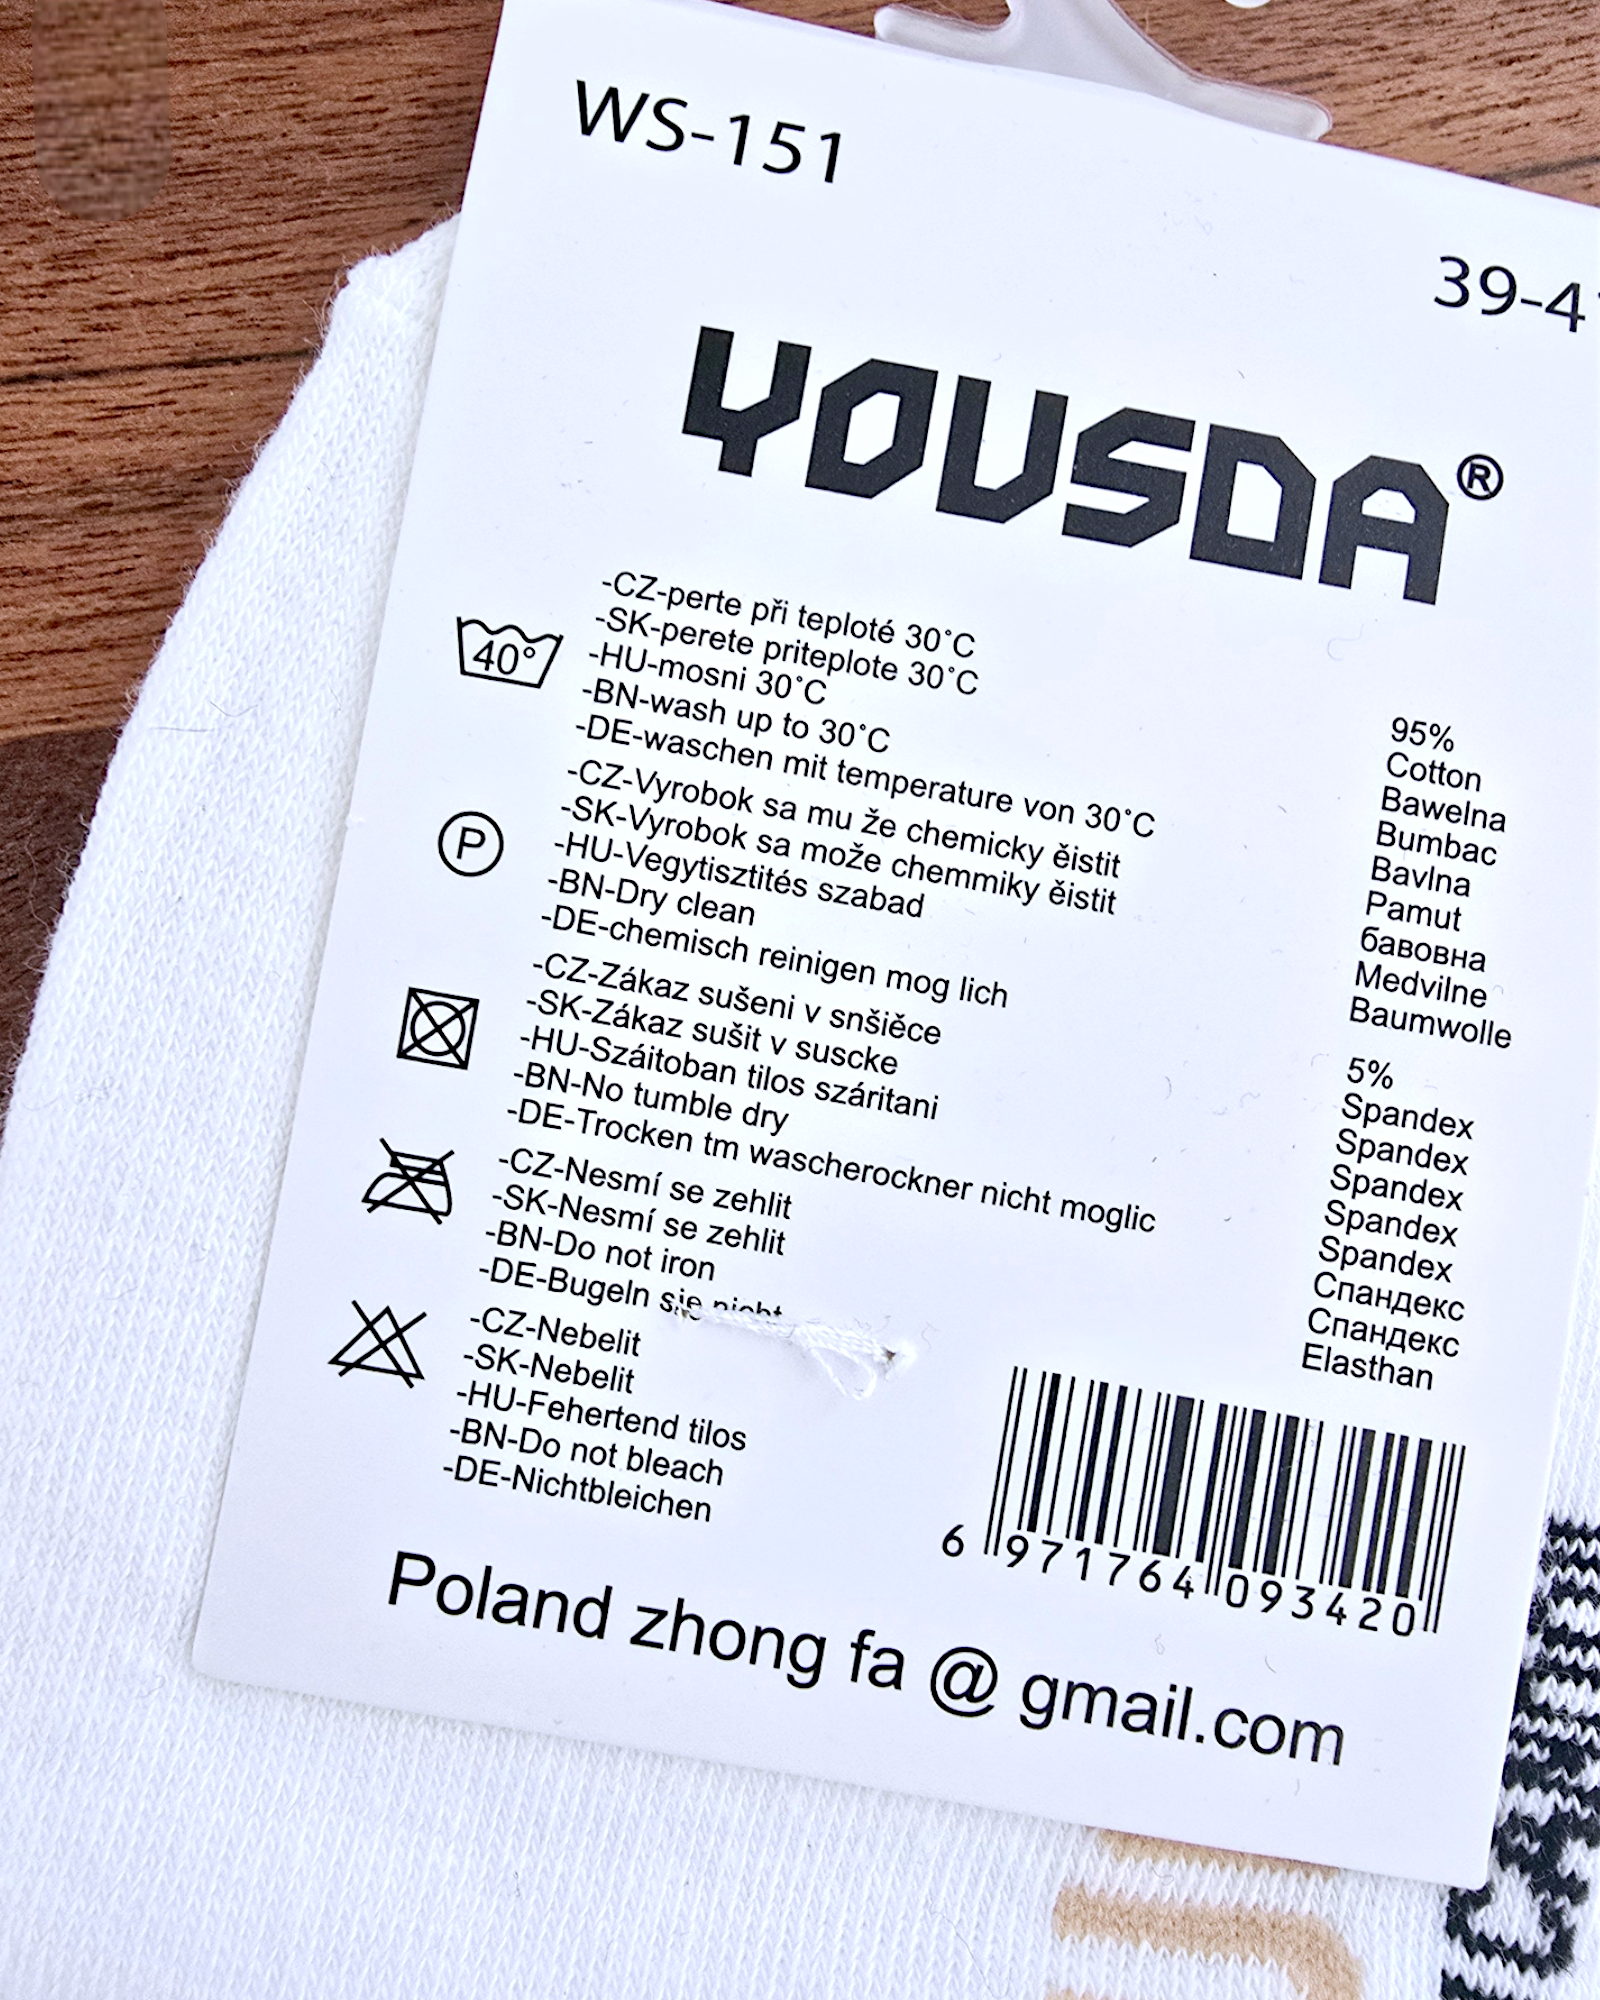 WS-151
39-4
YOUSDA®
40°
-CZ-perte při teploté 30°C
-SK-perete priteplote 30°C
-HU-mosni 30°C
-BN-wash up to 30°C
-DE-waschen mit temperature von 30°C
P
-CZ-Vyrobok sa mu že chemicky ěistit
-SK-Vyrobok sa može chemmiky ěistit
-HU-Vegytisztités szabad
-BN-Dry clean
-DE-chemisch reinigen mog lich
-CZ-Zákaz sušeni v snšiěce
-SK-Zákaz sušit v suscke
-HU-Száitoban tilos száritani
-BN-No tumble dry
-DE-Trocken tm wascherockner nicht moglic
-CZ-Nesmí se zehlit
-SK-Nesmí se zehlit
-BN-Do not iron
-DE-Bugeln sie nicht
-CZ-Nebelit
-SK-Nebelit
-HU-Fehertend tilos
-BN-Do not bleach
-DE-Nichtbleichen
95%
Cotton
Bawelna
Bumbac
Bavlna
Pamut
бавовна
Medvilne
Baumwolle
5%
Spandex
Spandex
Spandex
Spandex
Spandex
Спандекс
Спандекс
Elasthan
6 971764 093420
Poland zhong fa @ gmail.com